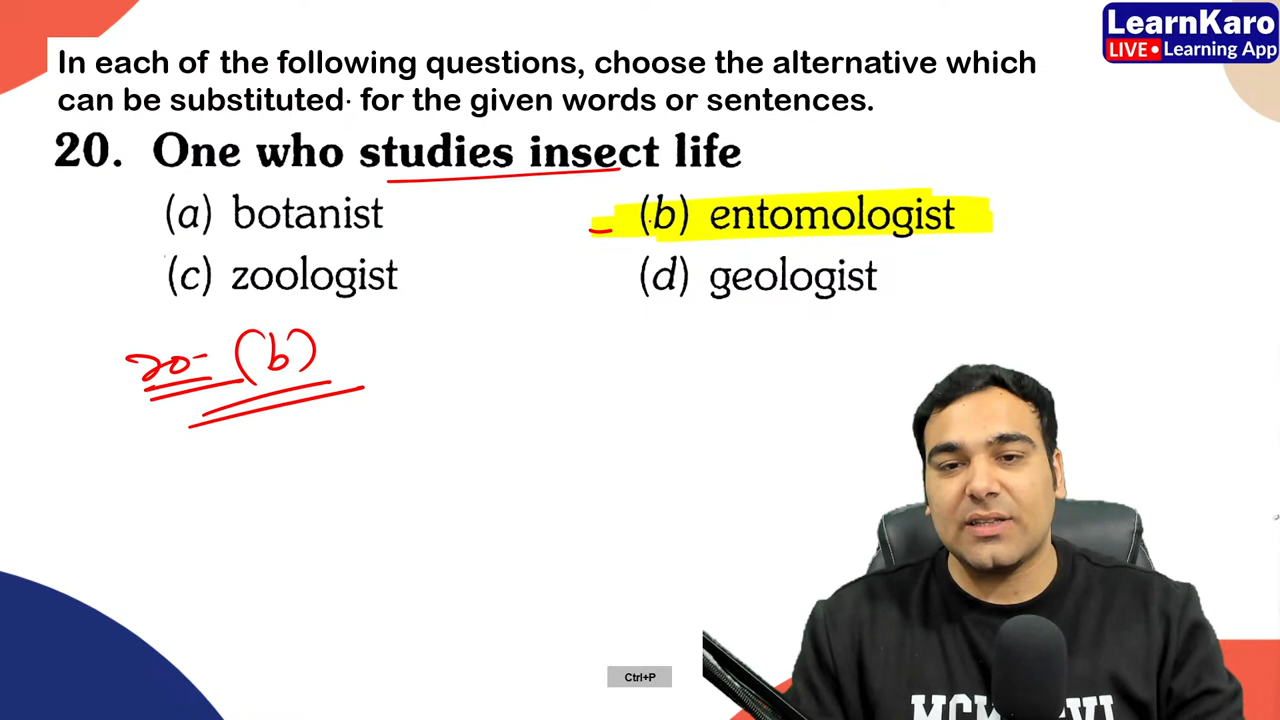 LearnKaro
LIVE • Learning App
In each of the following questions, choose the alternative which
can be substituted for the given words or sentences.
20. One who studies insect life
(a) botanist
(b) entomologist
(c) zoologist
(d) geologist
20- (b)
Ctrl+P